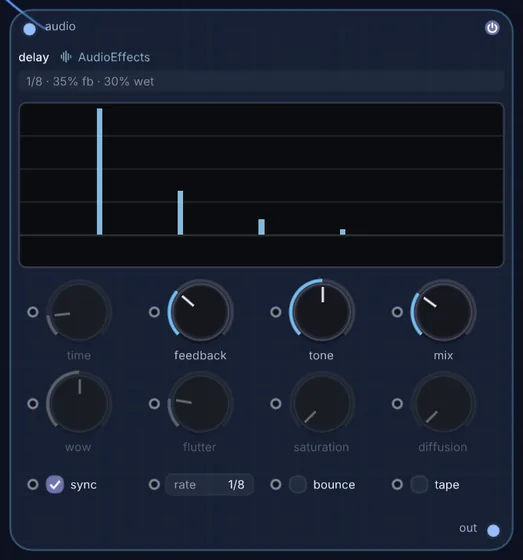 audio
delay AudioEffects
1/8 · 35% fb · 30% wet
time feedback tone mix
wow flutter saturation diffusion
sync rate 1/8 bounce tape
out